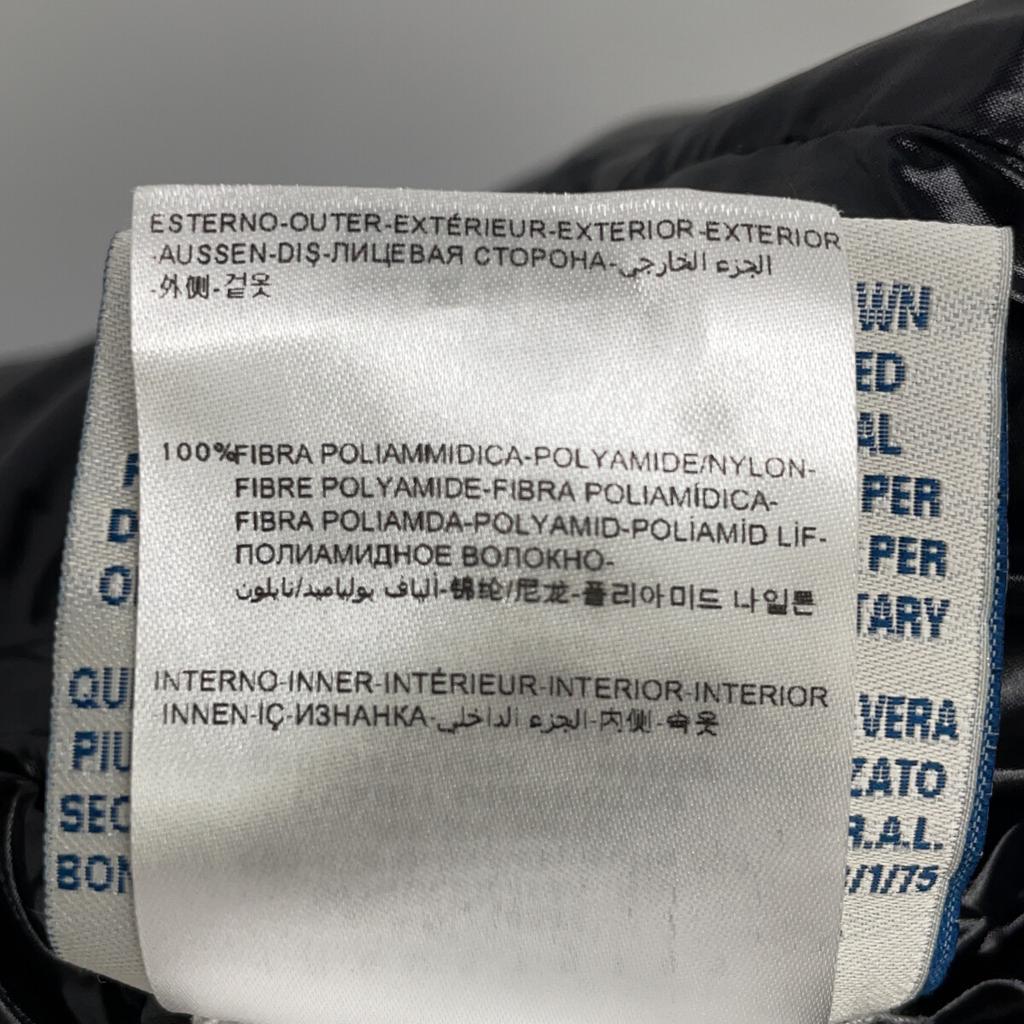 ESTERNO-OUTER-EXTÉRIEUR-EXTERIOR-EXTERIOR
-AUSSEN-DIŞ-ЛИЦЕВАЯ СТОРОНА-الجزء الخارجي
-外侧-겉옷
100%FIBRA POLIAMMIDICA-POLYAMIDE/NYLON-
FIBRE POLYAMIDE-FIBRA POLIAMÍDICA-
FIBRA POLIAMDA-POLYAMID-POLİAMİD LİF-
ПОЛИАМИДНОЕ ВОЛОКНО-
ألياف بولياميد/نايلون-锦纶/尼龙-폴리아미드 나일론
INTERNO-INNER-INTÉRIEUR-INTERIOR-INTERIOR
-INNEN-İÇ-ИЗНАНКА-الجزء الداخلي-内侧-속옷
WN
ED
AL
PER
D
PER
O
TARY
QU
VERA
PIU
ZATO
SEC
R.A.L.
BON
/1/75